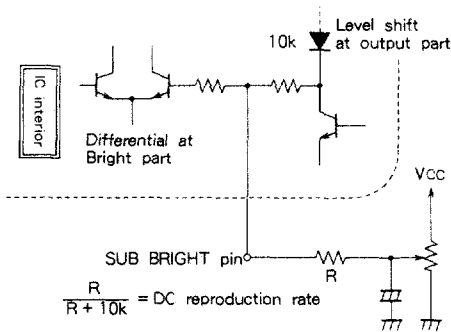 10k
Level shift
at output part
IC interior
Differential at
Bright part
VCC
SUB BRIGHT pin
R
R
R + 10k
= DC reproduction rate